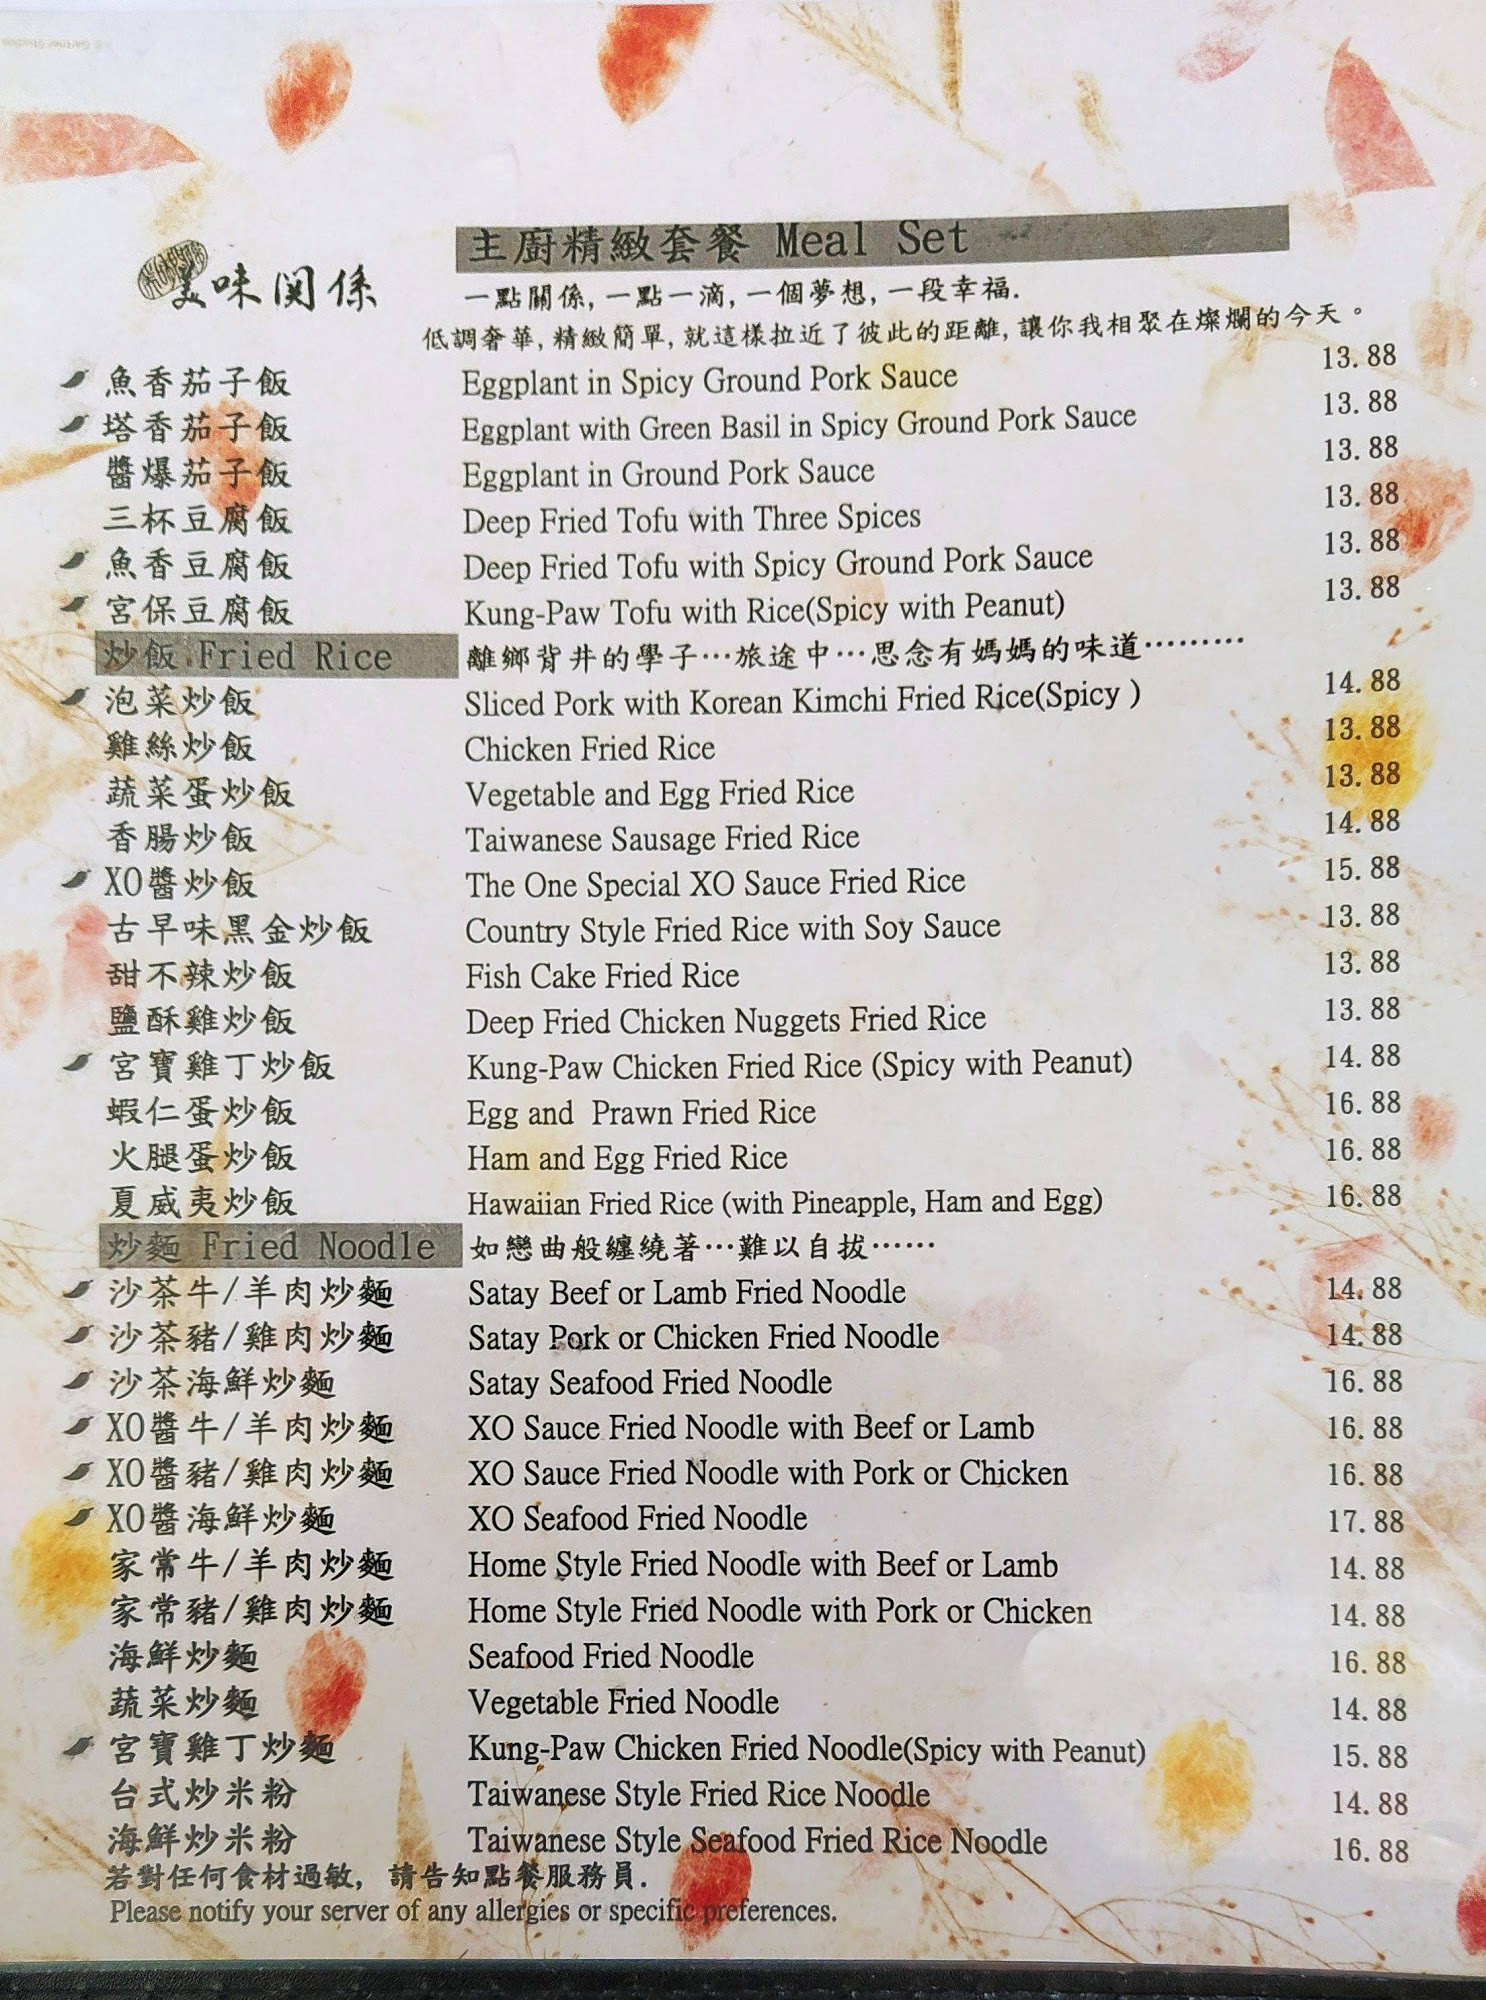 主廚精緻套餐 Meal Set
美味関係
一點關係, 一點一滴, 一個夢想, 一段幸福.
低調奢華, 精緻簡單, 就這樣拉近了彼此的距離, 讓你我相聚在燦爛的今天。
魚香茄子飯 Eggplant in Spicy Ground Pork Sauce 13.88
塔香茄子飯 Eggplant with Green Basil in Spicy Ground Pork Sauce 13.88
醬爆茄子飯 Eggplant in Ground Pork Sauce 13.88
三杯豆腐飯 Deep Fried Tofu with Three Spices 13.88
魚香豆腐飯 Deep Fried Tofu with Spicy Ground Pork Sauce 13.88
宮保豆腐飯 Kung-Paw Tofu with Rice(Spicy with Peanut) 13.88
炒飯 Fried Rice 離鄉背井的學子…旅途中…思念有媽媽的味道………
泡菜炒飯 Sliced Pork with Korean Kimchi Fried Rice(Spicy ) 14.88
雞絲炒飯 Chicken Fried Rice 13.88
蔬菜蛋炒飯 Vegetable and Egg Fried Rice 13.88
香腸炒飯 Taiwanese Sausage Fried Rice 14.88
XO醬炒飯 The One Special XO Sauce Fried Rice 15.88
古早味黑金炒飯 Country Style Fried Rice with Soy Sauce 13.88
甜不辣炒飯 Fish Cake Fried Rice 13.88
鹽酥雞炒飯 Deep Fried Chicken Nuggets Fried Rice 13.88
宮寶雞丁炒飯 Kung-Paw Chicken Fried Rice (Spicy with Peanut) 14.88
蝦仁蛋炒飯 Egg and Prawn Fried Rice 16.88
火腿蛋炒飯 Ham and Egg Fried Rice 16.88
夏威夷炒飯 Hawaiian Fried Rice (with Pineapple, Ham and Egg) 16.88
炒麵 Fried Noodle 如戀曲般纏繞著…難以自拔……
沙茶牛/羊肉炒麵 Satay Beef or Lamb Fried Noodle 14.88
沙茶豬/雞肉炒麵 Satay Pork or Chicken Fried Noodle 14.88
沙茶海鮮炒麵 Satay Seafood Fried Noodle 16.88
XO醬牛/羊肉炒麵 XO Sauce Fried Noodle with Beef or Lamb 16.88
XO醬豬/雞肉炒麵 XO Sauce Fried Noodle with Pork or Chicken 16.88
XO醬海鮮炒麵 XO Seafood Fried Noodle 17.88
家常牛/羊肉炒麵 Home Style Fried Noodle with Beef or Lamb 14.88
家常豬/雞肉炒麵 Home Style Fried Noodle with Pork or Chicken 14.88
海鮮炒麵 Seafood Fried Noodle 16.88
蔬菜炒麵 Vegetable Fried Noodle 14.88
宮寶雞丁炒麵 Kung-Paw Chicken Fried Noodle(Spicy with Peanut) 15.88
台式炒米粉 Taiwanese Style Fried Rice Noodle 14.88
海鮮炒米粉 Taiwanese Style Seafood Fried Rice Noodle 16.88
若對任何食材過敏, 請告知點餐服務員.
Please notify your server of any allergies or specific preferences.